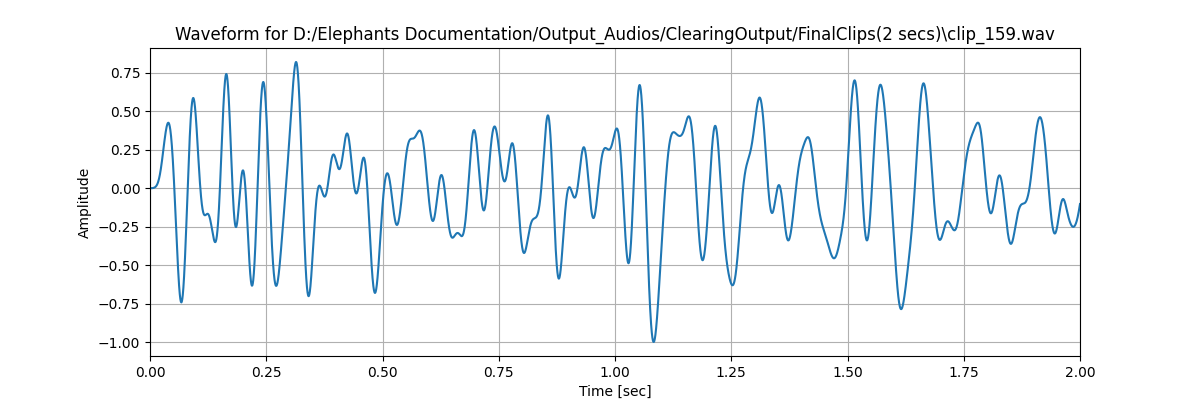 Waveform for D:/Elephants Documentation/Output_Audios/ClearingOutput/FinalClips(2 secs)\clip_159.wav
0.75
0.50
0.25
0.00
−0.25
−0.50
−0.75
−1.00
Amplitude
0.00 0.25 0.50 0.75 1.00 1.25 1.50 1.75 2.00
Time [sec]